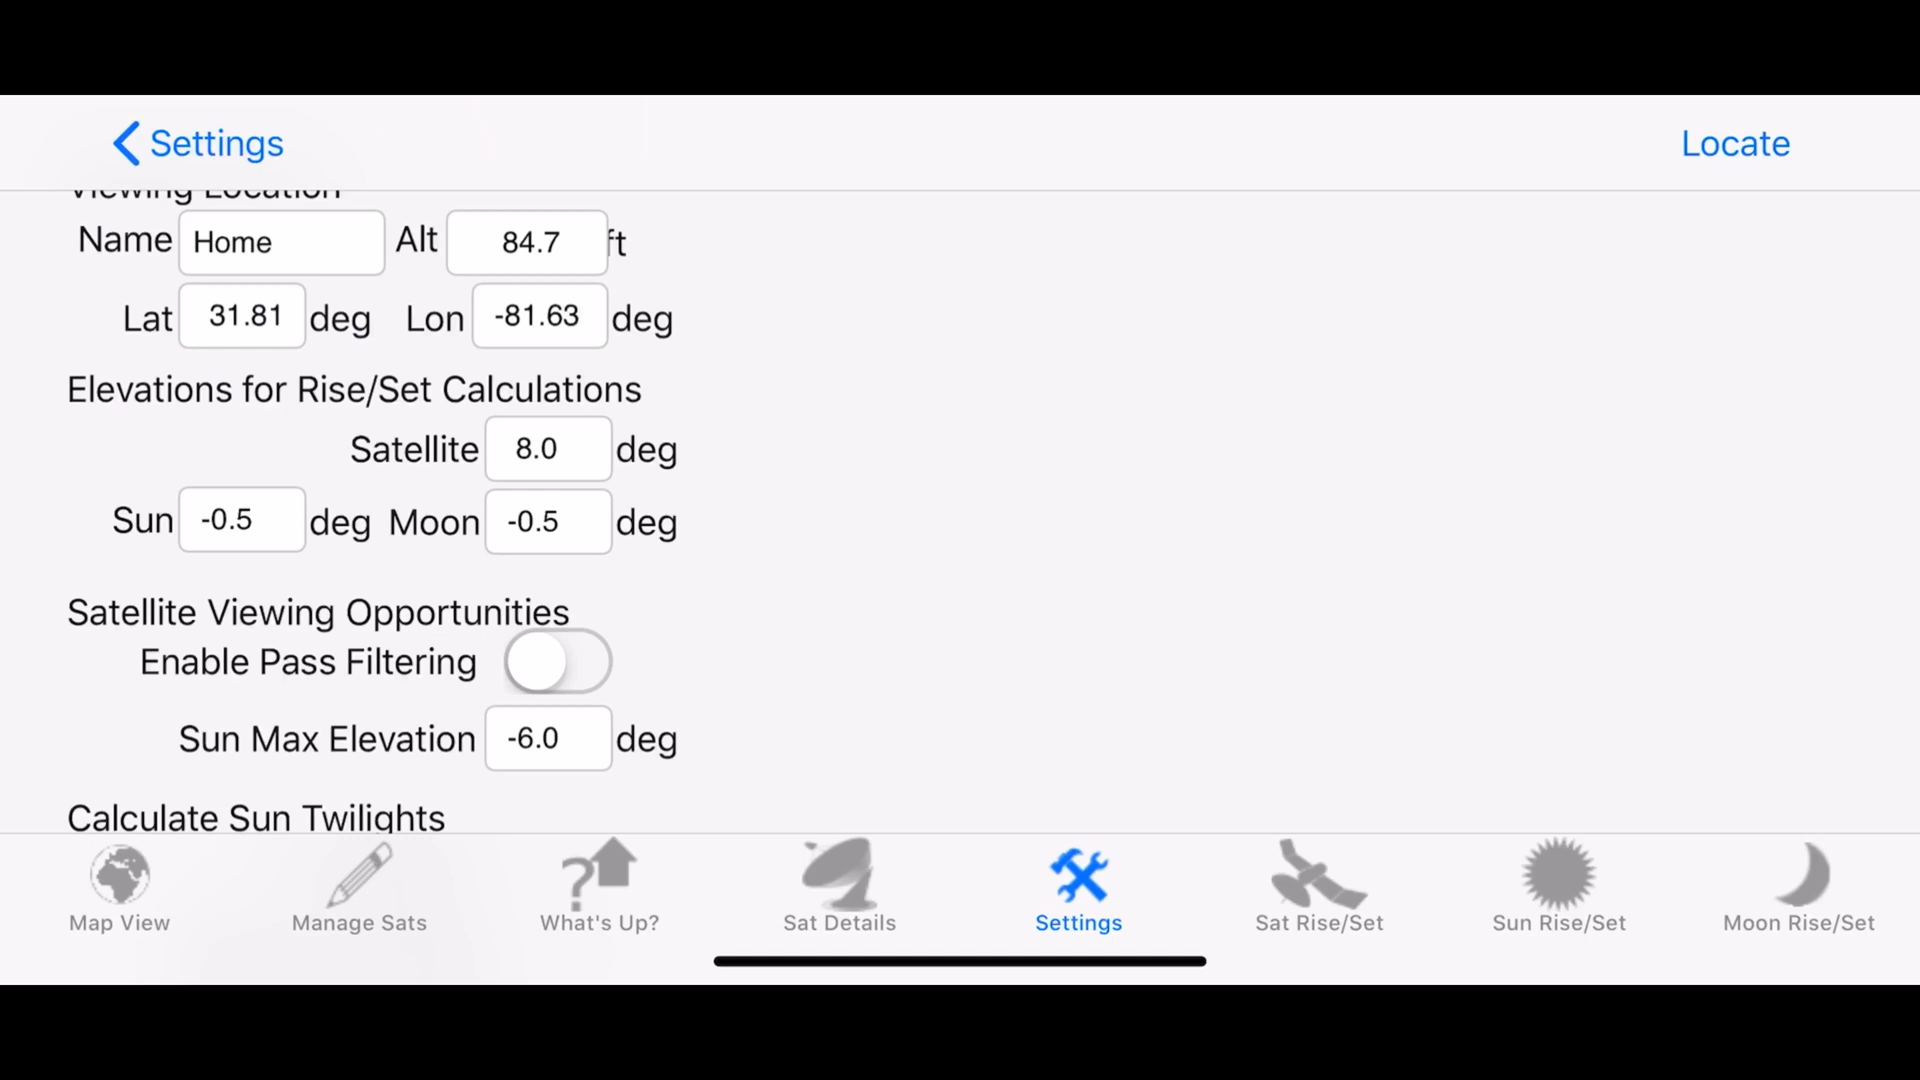 Settings
Locate
Viewing Location
Name Home Alt 84.7 ft
Lat 31.81 deg Lon -81.63 deg
Elevations for Rise/Set Calculations
Satellite 8.0 deg
Sun -0.5 deg Moon -0.5 deg
Satellite Viewing Opportunities
Enable Pass Filtering
Sun Max Elevation -6.0 deg
Calculate Sun Twilights
Map View
Manage Sats
What's Up?
Sat Details
Settings
Sat Rise/Set
Sun Rise/Set
Moon Rise/Set